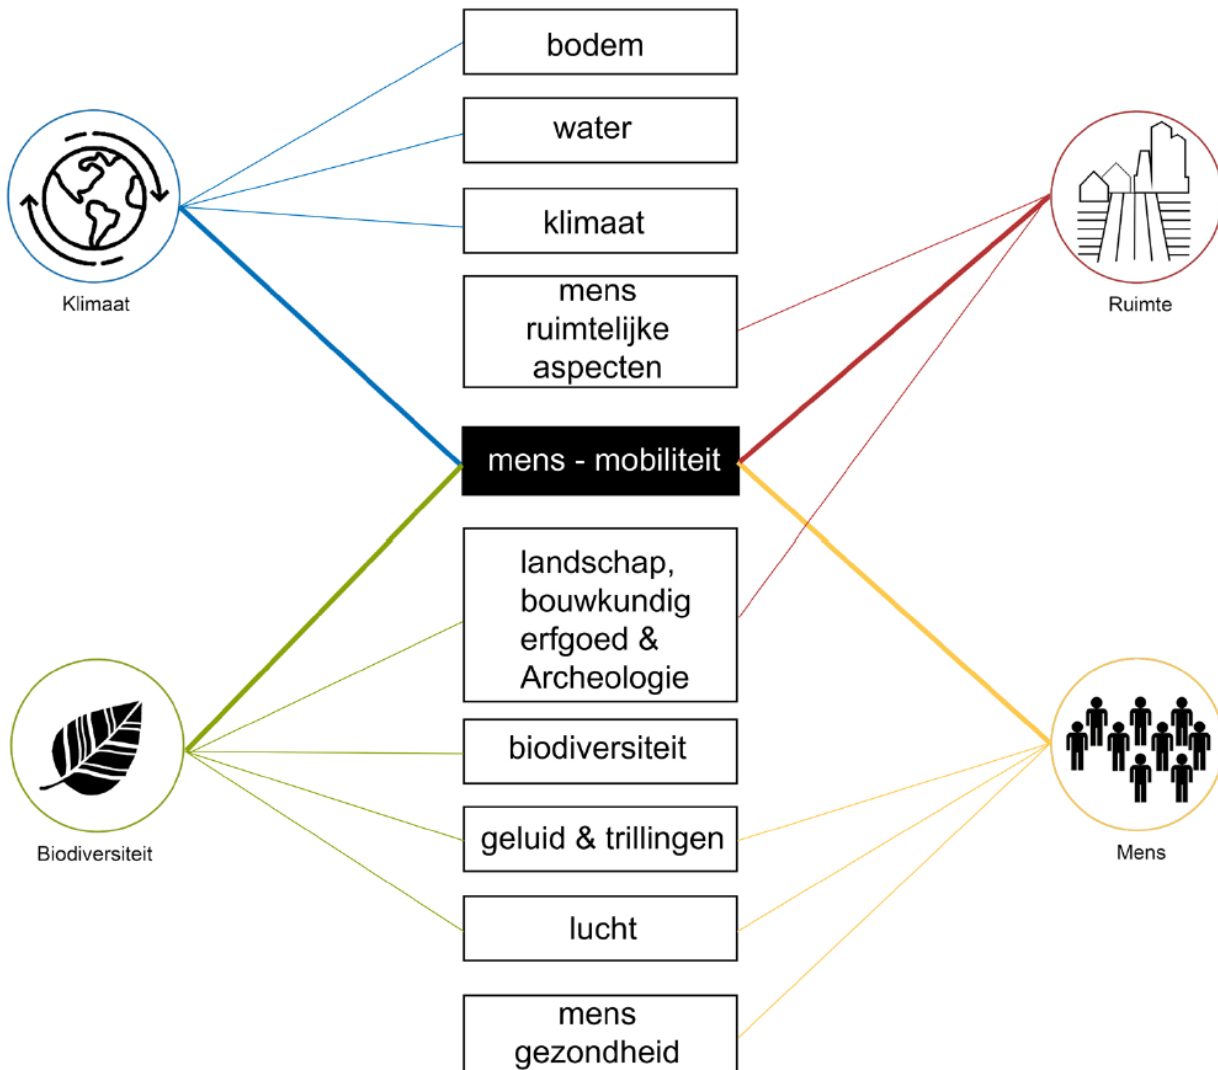 bodem
water
klimaat
Klimaat
Ruimte
mens
ruimtelijke
aspecten
mens - mobiliteit
landschap,
bouwkundig
erfgoed &
Archeologie
biodiversiteit
geluid & trillingen
Biodiversiteit
Mens
lucht
mens
gezondheid